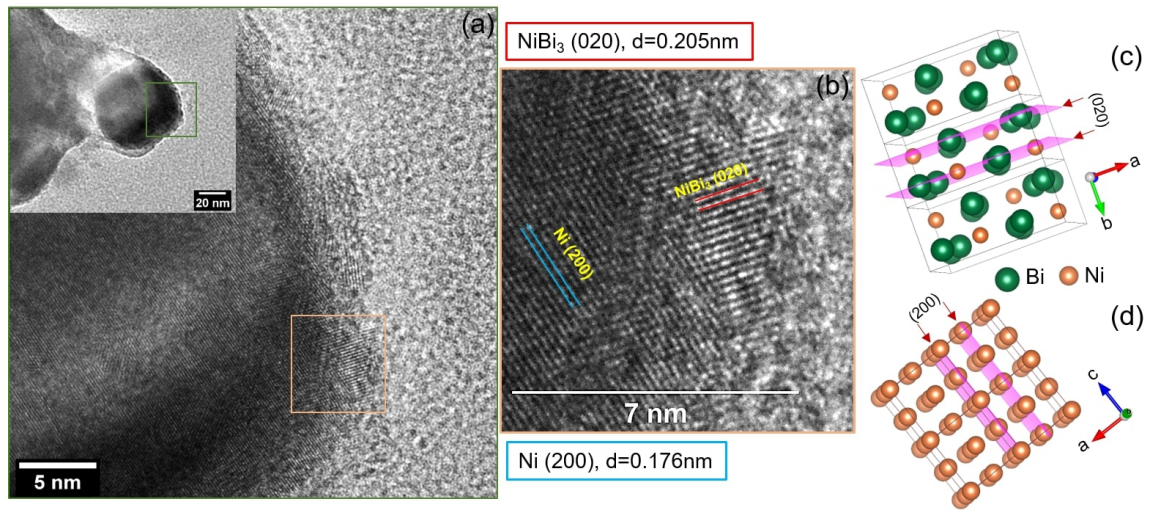 (a)
20 nm
5 nm
NiBi₃ (020), d=0.205nm
(b)
NiBi₃ (020)
Ni (200)
7 nm
Ni (200), d=0.176nm
(c)
(020)
a
b
Bi
Ni
(d)
(200)
c
a